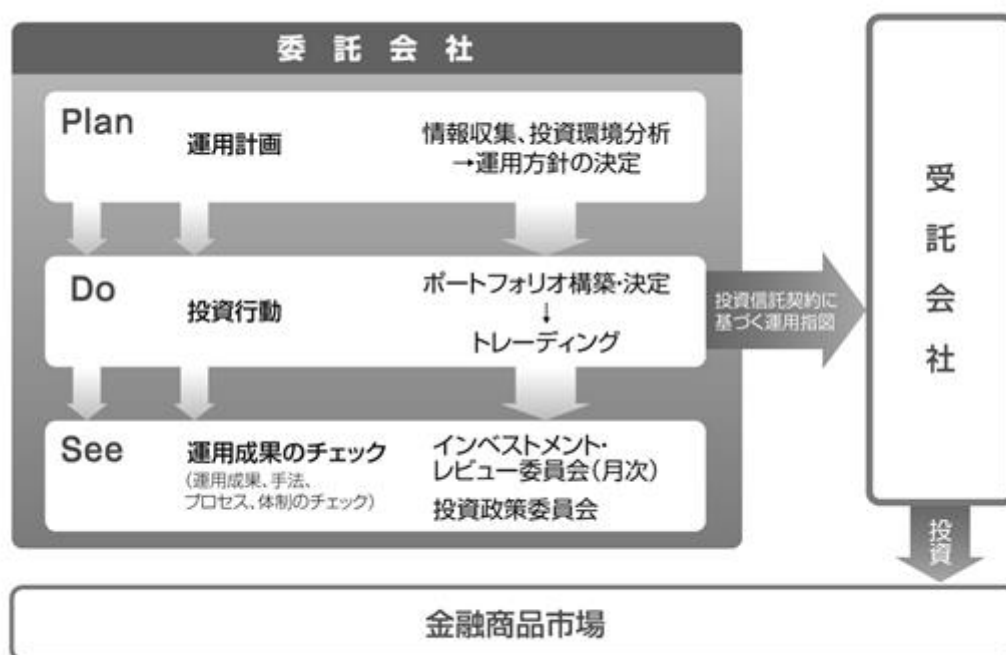 委託会社
Plan
運用計画
情報収集、投資環境分析
→運用方針の決定
Do
投資行動
ポートフォリオ構築・決定
↓
トレーディング
投資信託契約に
基づく運用指図
See
運用成果のチェック
(運用成果、手法、
プロセス、体制のチェック)
インベストメント・
レビュー委員会(月次)
投資政策委員会
受託会社
投資
金融商品市場